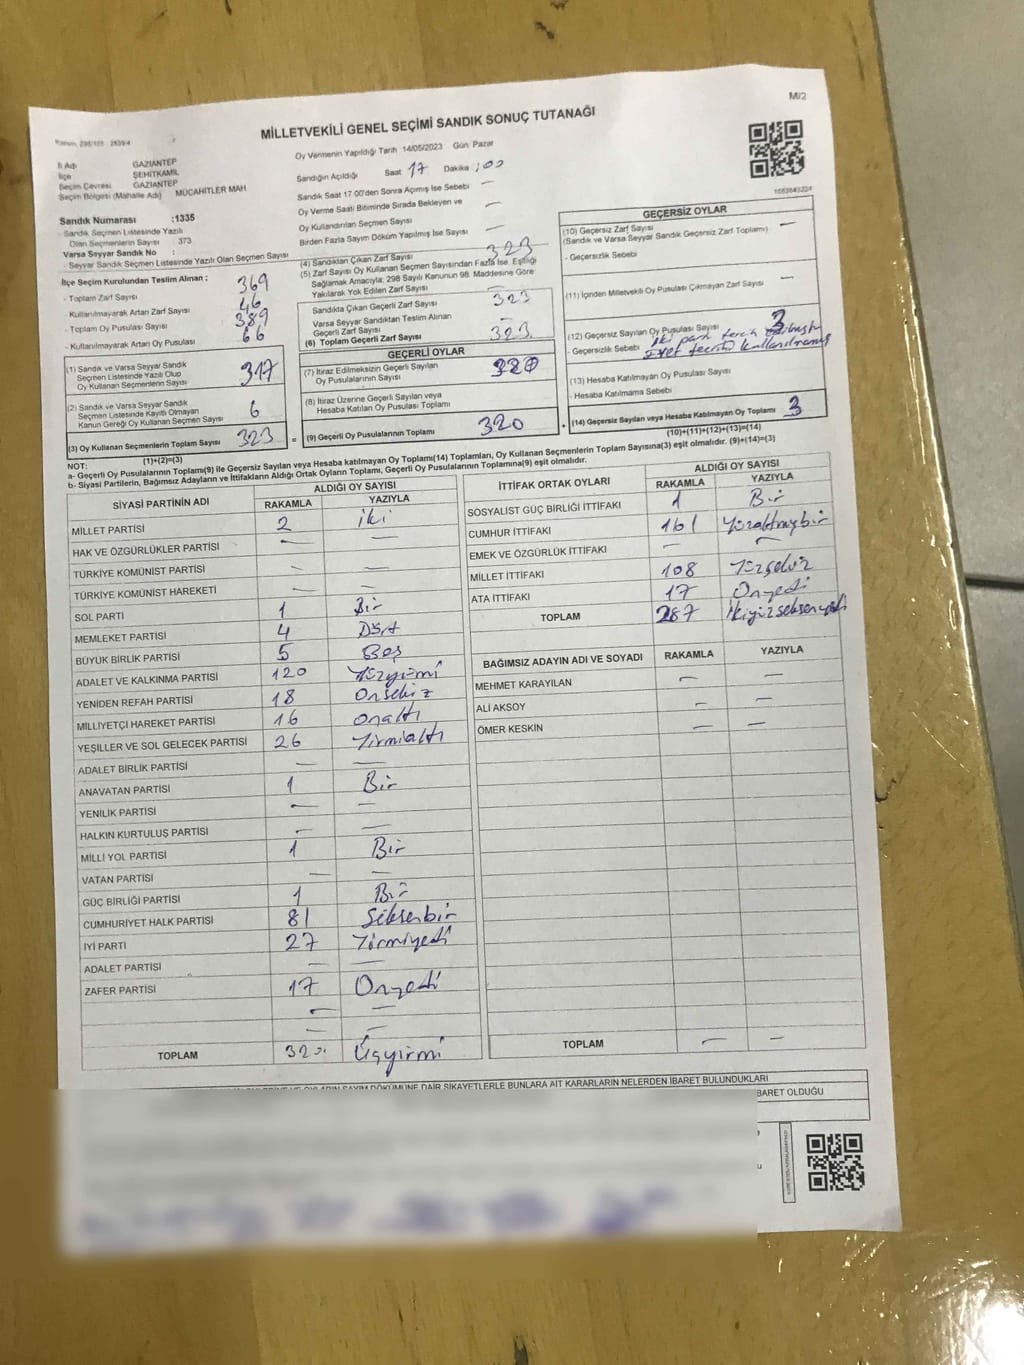 M/2
MİLLETVEKİLİ GENEL SEÇİMİ SANDIK SONUÇ TUTANAĞI
İl Adı GAZİANTEP
İlçe ŞEHİTKAMİL
Seçim Çevresi GAZİANTEP
Seçim Bölgesi (Mahalle Adı) MÜCAHİTLER MAH
Sandık Numarası :1335
- Sandık Seçmen Listesinde Yazılı
Olan Seçmenlerin Sayısı : 373
Varsa Seyyar Sandık No :
- Seyyar Sandık Seçmen Listesinde Yazılı Olan Seçmen Sayısı
Oy Vermenin Yapıldığı Tarih 14/05/2023 Gün Pazar
Sandığın Açıldığı Saat 17 Dakika :00
Sandık Saat 17.00'den Sonra Açılmış İse Sebebi —
Oy Verme Saati Bitiminde Sırada Bekleyen ve
Oy Kullandırılan Seçmen Sayısı —
Birden Fazla Sayım Döküm Yapılmış İse Sayısı —
İlçe Seçim Kurulundan Teslim Alınan :
- Toplam Zarf Sayısı 369
- Kullanılmayarak Artan Zarf Sayısı 46
- Toplam Oy Pusulası Sayısı 389
- Kullanılmayarak Artan Oy Pusulası 66
(1) Sandık ve Varsa Seyyar Sandık
Seçmen Listesinde Yazılı Olup
Oy Kullanan Seçmenlerin Sayısı 317
(2) Sandık ve Varsa Seyyar Sandık
Seçmen Listesinde Kayıtlı Olmayan
Kanun Gereği Oy Kullanan Seçmen Sayısı 6
(3) Oy Kullanan Seçmenlerin Toplam Sayısı 323
(1)+(2)=(3)
(4) Sandıktan Çıkan Zarf Sayısı 323
(5) Zarf Sayısı Oy Kullanan Seçmen Sayısından Fazla İse, Eşitliği
Sağlamak Amacıyla; 298 Sayılı Kanunun 98. Maddesine Göre
Yakılarak Yok Edilen Zarf Sayısı —
Sandıkta Çıkan Geçerli Zarf Sayısı 323
Varsa Seyyar Sandıktan Teslim Alınan
Geçerli Zarf Sayısı —
(6) Toplam Geçerli Zarf Sayısı 323
GEÇERLİ OYLAR
(7) İtiraz Edilmeksizin Geçerli Sayılan
Oy Pusulalarının Sayısı 320
(8) İtiraz Üzerine Geçerli Sayılan veya
Hesaba Katılan Oy Pusulası Toplamı
= (9) Geçerli Oy Pusulalarının Toplamı 320
GEÇERSİZ OYLAR
(10) Geçersiz Zarf Sayısı
(Sandık ve Varsa Seyyar Sandık Geçersiz Zarf Toplamı) —
- Geçersizlik Sebebi
(11) İçinden Milletvekili Oy Pusulası Çıkmayan Zarf Sayısı —
(12) Geçersiz Sayılan Oy Pusulası Sayısı 3
- Geçersizlik Sebebi iki
(13) Hesaba Katılmayan Oy Pusulası Sayısı
- Hesaba Katılmama Sebebi
+ (14) Geçersiz Sayılan veya Hesaba Katılmayan Oy Toplamı 3
(10)+(11)+(12)+(13)=(14)
NOT:
a- Geçerli Oy Pusulalarının Toplamı(9) ile Geçersiz Sayılan veya Hesaba katılmayan Oy Toplamı(14) Toplamları, Oy Kullanan Seçmenlerin Toplam Sayısına(3) eşit olmalıdır. (9)+(14)=(3)
b- Siyasi Partilerin, Bağımsız Adayların ve İttifakların Aldığı Ortak Oyların Toplamı, Geçerli Oy Pusulalarının Toplamına(9) eşit olmalıdır.
SİYASİ PARTİNİN ADI ALDIĞI OY SAYISI
RAKAMLA YAZIYLA
MİLLET PARTİSİ 2 iki
HAK VE ÖZGÜRLÜKLER PARTİSİ — —
TÜRKİYE KOMÜNİST PARTİSİ — —
TÜRKİYE KOMÜNİST HAREKETİ — —
SOL PARTİ 1 Bir
MEMLEKET PARTİSİ 4 Dört
BÜYÜK BİRLİK PARTİSİ 5 Beş
ADALET VE KALKINMA PARTİSİ 120 Yüzyirmi
YENİDEN REFAH PARTİSİ 18 Onsekiz
MİLLİYETÇİ HAREKET PARTİSİ 16 Onaltı
YEŞİLLER VE SOL GELECEK PARTİSİ 26 Yirmialtı
ADALET BİRLİK PARTİSİ — —
ANAVATAN PARTİSİ 1 Bir
YENİLİK PARTİSİ — —
HALKIN KURTULUŞ PARTİSİ — —
MİLLİ YOL PARTİSİ 1 Bir
VATAN PARTİSİ — —
GÜÇ BİRLİĞİ PARTİSİ 1 Bir
CUMHURİYET HALK PARTİSİ 81 Seksenbir
İYİ PARTİ 27 Yirmiyedi
ADALET PARTİSİ — —
ZAFER PARTİSİ 17 Onyedi
— —
— —
TOPLAM Üçyirmi
İTTİFAK ORTAK OYLARI ALDIĞI OY SAYISI
RAKAMLA YAZIYLA
SOSYALİST GÜÇ BİRLİĞİ İTTİFAKI 1 Bir
CUMHUR İTTİFAKI 161 Yüzaltmışbir
EMEK VE ÖZGÜRLÜK İTTİFAKI — —
MİLLET İTTİFAKI 108 Yüzsekiz
ATA İTTİFAKI 17 Onyedi
TOPLAM 287 ikiyüzseksenyedi
BAĞIMSIZ ADAYIN ADI VE SOYADI RAKAMLA YAZIYLA
MEHMET KARAYILAN — —
ALİ AKSOY — —
ÖMER KESKİN — —
TOPLAM — —
DÖKÜMÜNE DAİR ŞİKAYETLERLE BUNLARA AİT KARARLARIN NELERDEN İBARET BULUNDUKLARI
BARET OLDUĞU